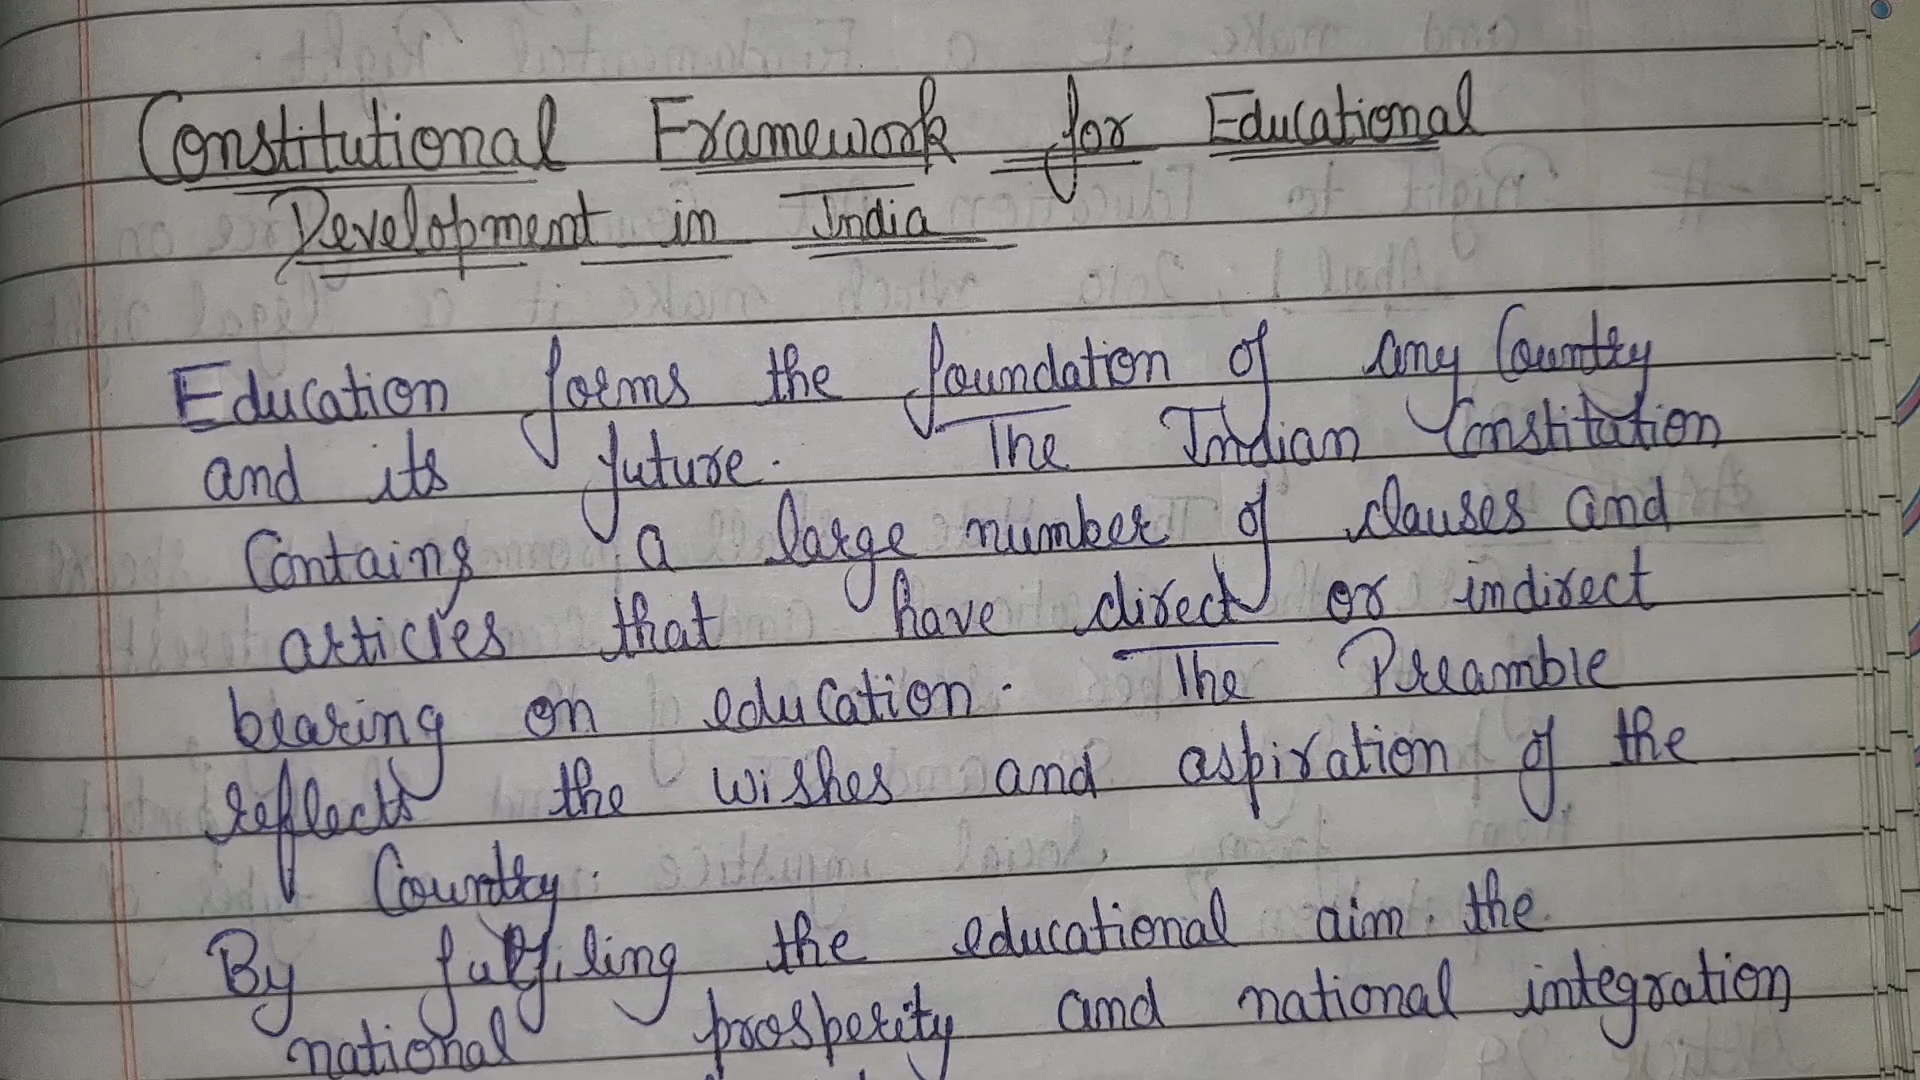 Constitutional Framework for Educational
Development in India
Education forms the foundation of any Country
and its future. The Indian Constitution
Contains a large number of clauses and
articles that have direct or indirect
bearing on education. The Preamble
reflects the wishes and aspiration of the
Country.
By fulfiling the educational aim the
national prosperity and national integration